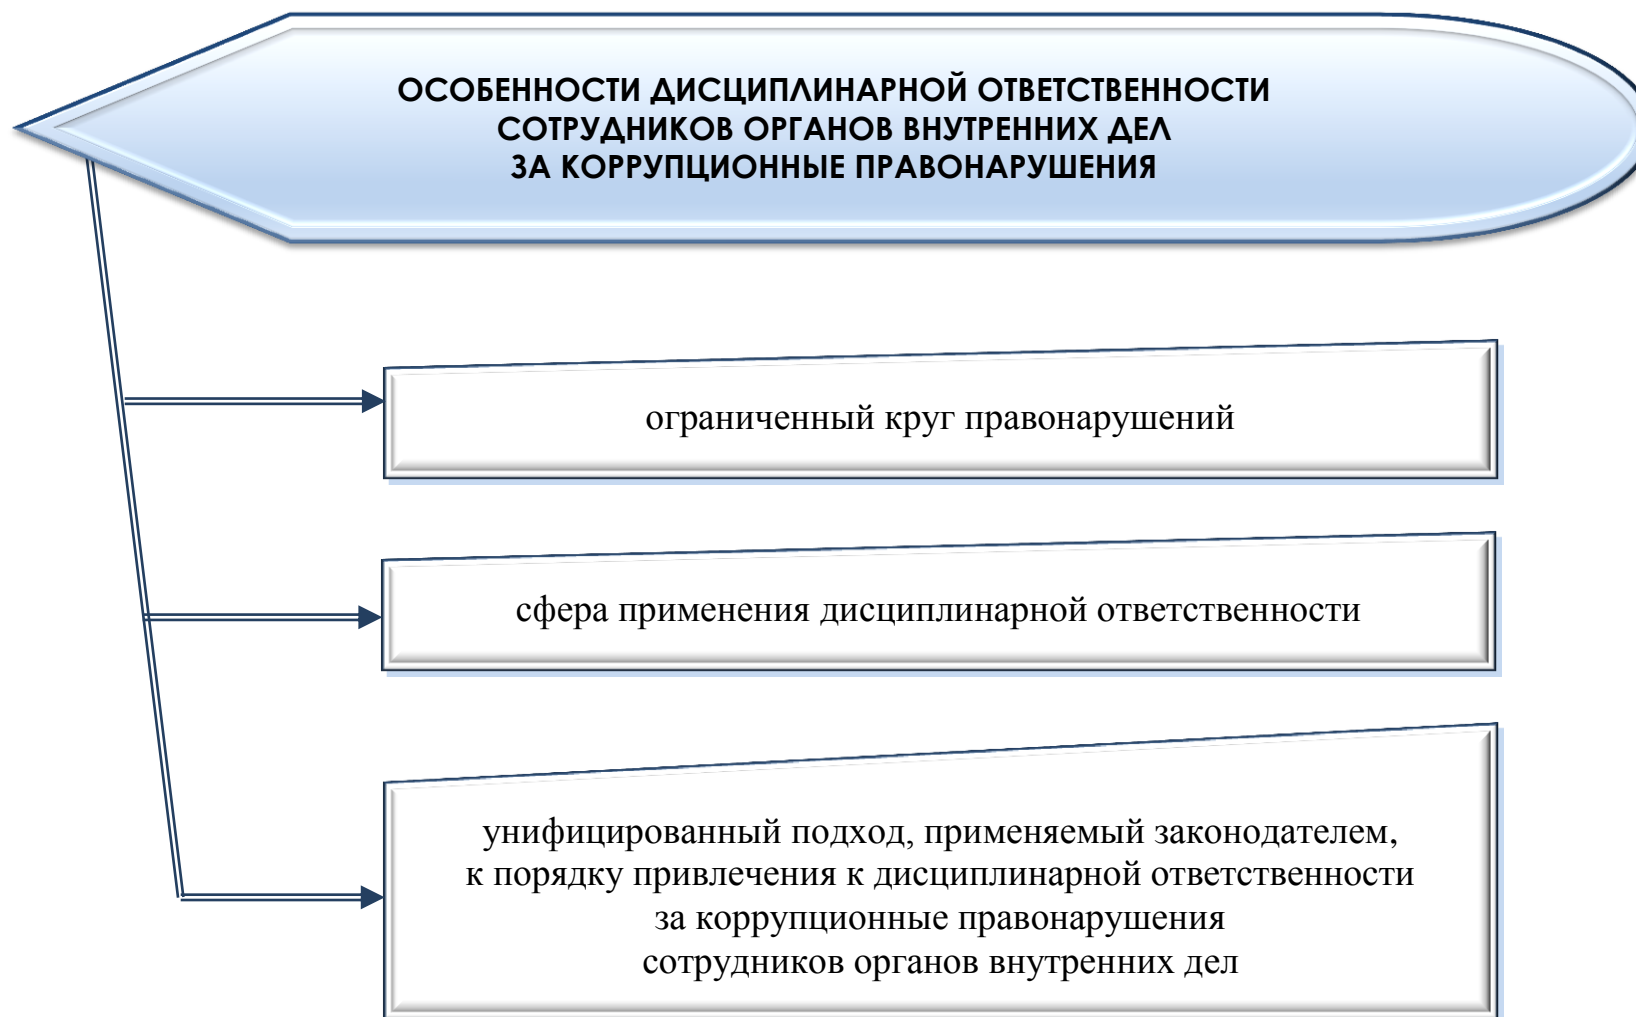 ОСОБЕННОСТИ ДИСЦИПЛИНАРНОЙ ОТВЕТСТВЕННОСТИ
СОТРУДНИКОВ ОРГАНОВ ВНУТРЕННИХ ДЕЛ
ЗА КОРРУПЦИОННЫЕ ПРАВОНАРУШЕНИЯ
ограниченный круг правонарушений
сфера применения дисциплинарной ответственности
унифицированный подход, применяемый законодателем,
к порядку привлечения к дисциплинарной ответственности
за коррупционные правонарушения
сотрудников органов внутренних дел